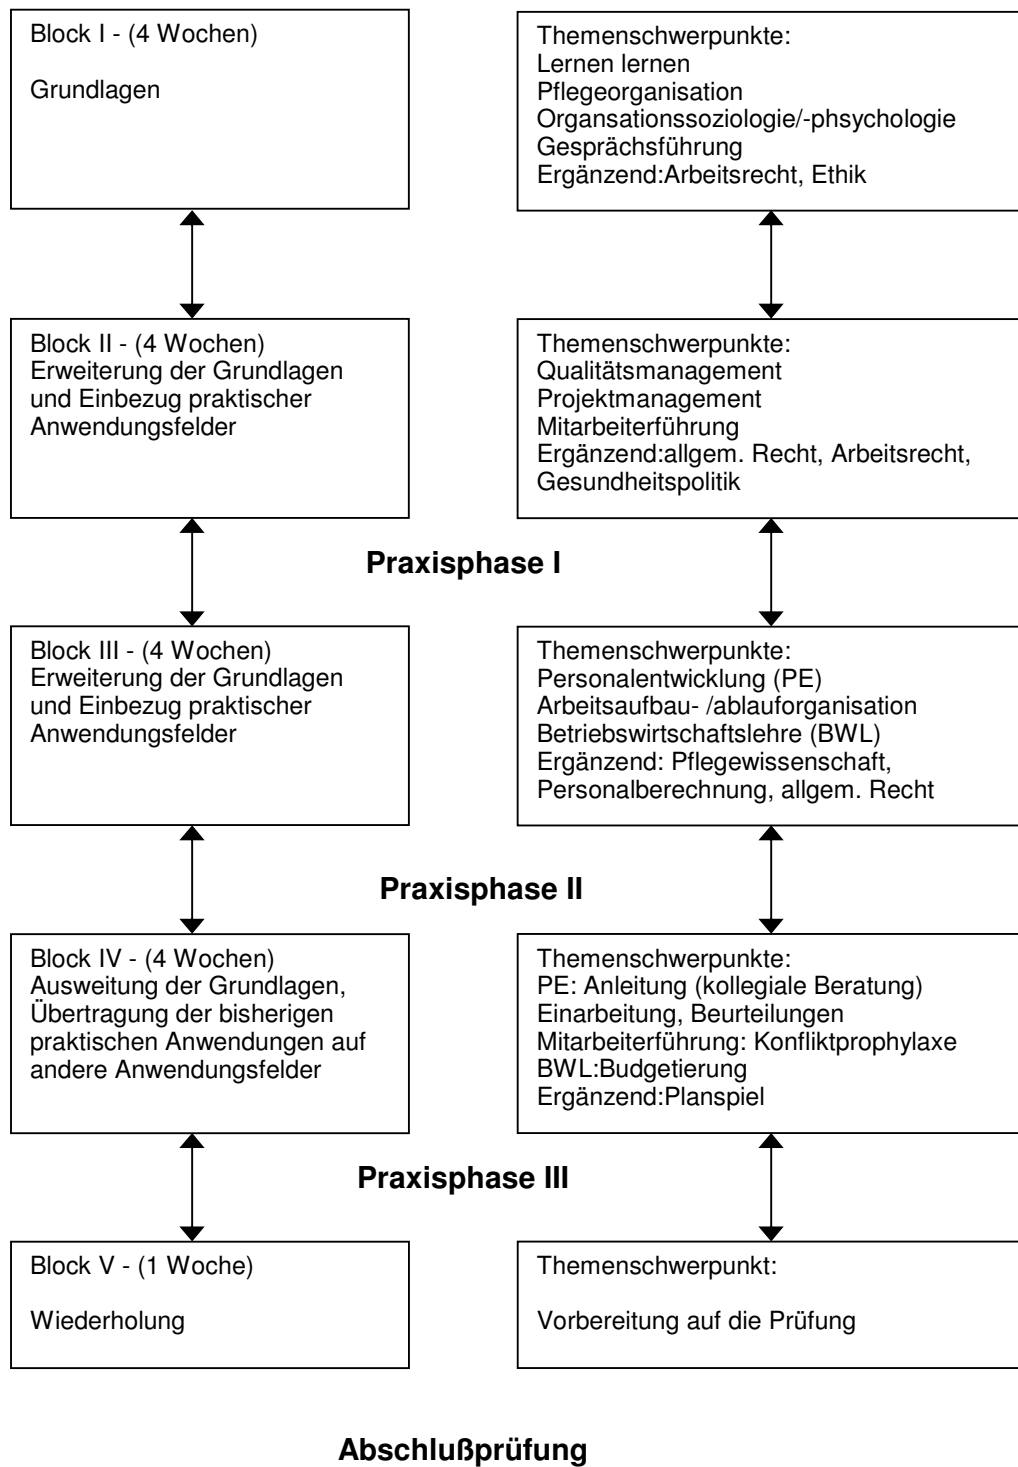 Block I - (4 Wochen)
Grundlagen
Themenschwerpunkte:
Lernen lernen
Pflegeorganisation
Organsationssoziologie/-phsychologie
Gesprächsführung
Ergänzend:Arbeitsrecht, Ethik
Block II - (4 Wochen)
Erweiterung der Grundlagen
und Einbezug praktischer
Anwendungsfelder
Themenschwerpunkte:
Qualitätsmanagement
Projektmanagement
Mitarbeiterführung
Ergänzend:allgem. Recht, Arbeitsrecht,
Gesundheitspolitik
Praxisphase I
Block III - (4 Wochen)
Erweiterung der Grundlagen
und Einbezug praktischer
Anwendungsfelder
Themenschwerpunkte:
Personalentwicklung (PE)
Arbeitsaufbau- /ablauforganisation
Betriebswirtschaftslehre (BWL)
Ergänzend: Pflegewissenschaft,
Personalberechnung, allgem. Recht
Praxisphase II
Block IV - (4 Wochen)
Ausweitung der Grundlagen,
Übertragung der bisherigen
praktischen Anwendungen auf
andere Anwendungsfelder
Themenschwerpunkte:
PE: Anleitung (kollegiale Beratung)
Einarbeitung, Beurteilungen
Mitarbeiterführung: Konfliktprophylaxe
BWL:Budgetierung
Ergänzend:Planspiel
Praxisphase III
Block V - (1 Woche)
Wiederholung
Themenschwerpunkt:
Vorbereitung auf die Prüfung
Abschlußprüfung